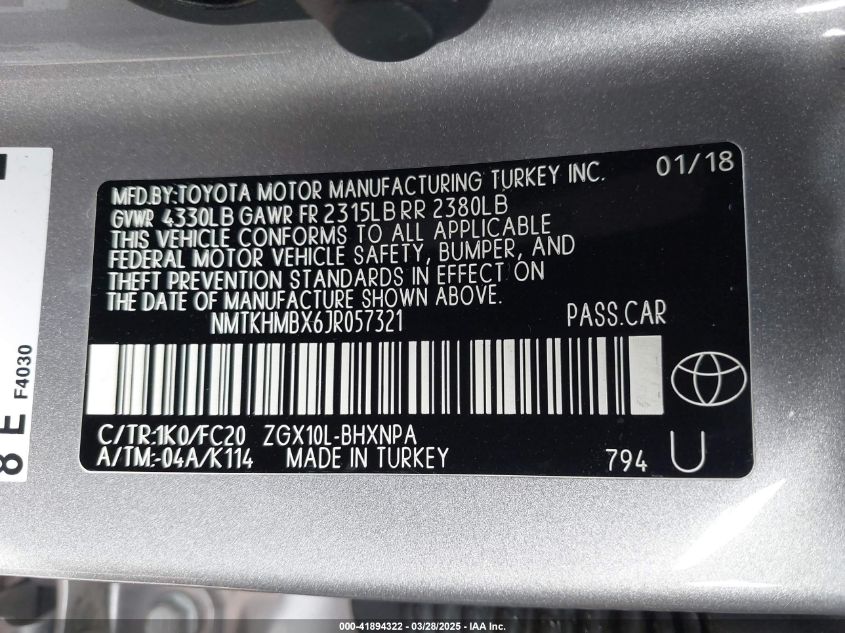 MFD.BY:TOYOTA MOTOR MANUFACTURING TURKEY INC. 01/18
GVWR 4330LB GAWR FR 2315LB RR 2380LB
THIS VEHICLE CONFORMS TO ALL APPLICABLE
FEDERAL MOTOR VEHICLE SAFETY, BUMPER, AND
THEFT PREVENTION STANDARDS IN EFFECT ON
THE DATE OF MANUFACTURE SHOWN ABOVE.
NMTKHMBX6JR057321 PASS.CAR
C/TR:1K0/FC20 ZGX10L-BHXNPA
A/TM:-04A/K114 MADE IN TURKEY 794 U
F4030
8 E
000-41894322 - 03/28/2025 - IAA Inc.